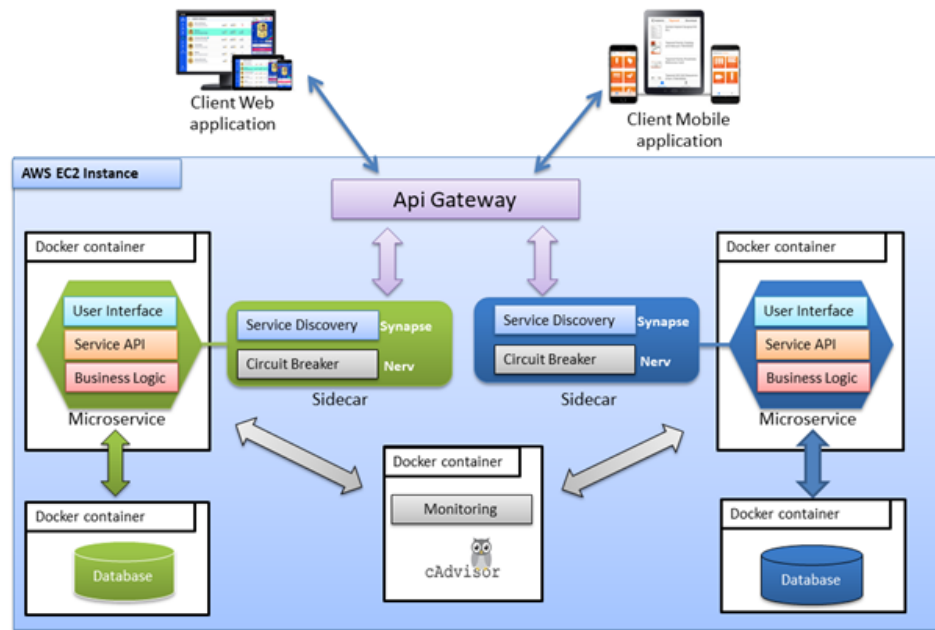 Client Web
application
Client Mobile
application
AWS EC2 Instance
Api Gateway
Docker container
User Interface
Service API
Business Logic
Microservice
Service Discovery Synapse
Circuit Breaker Nerv
Sidecar
Service Discovery Synapse
Circuit Breaker Nerv
Sidecar
Docker container
User Interface
Service API
Business Logic
Microservice
Docker container
Monitoring
cAdvisor
Docker container
Database
Docker container
Database